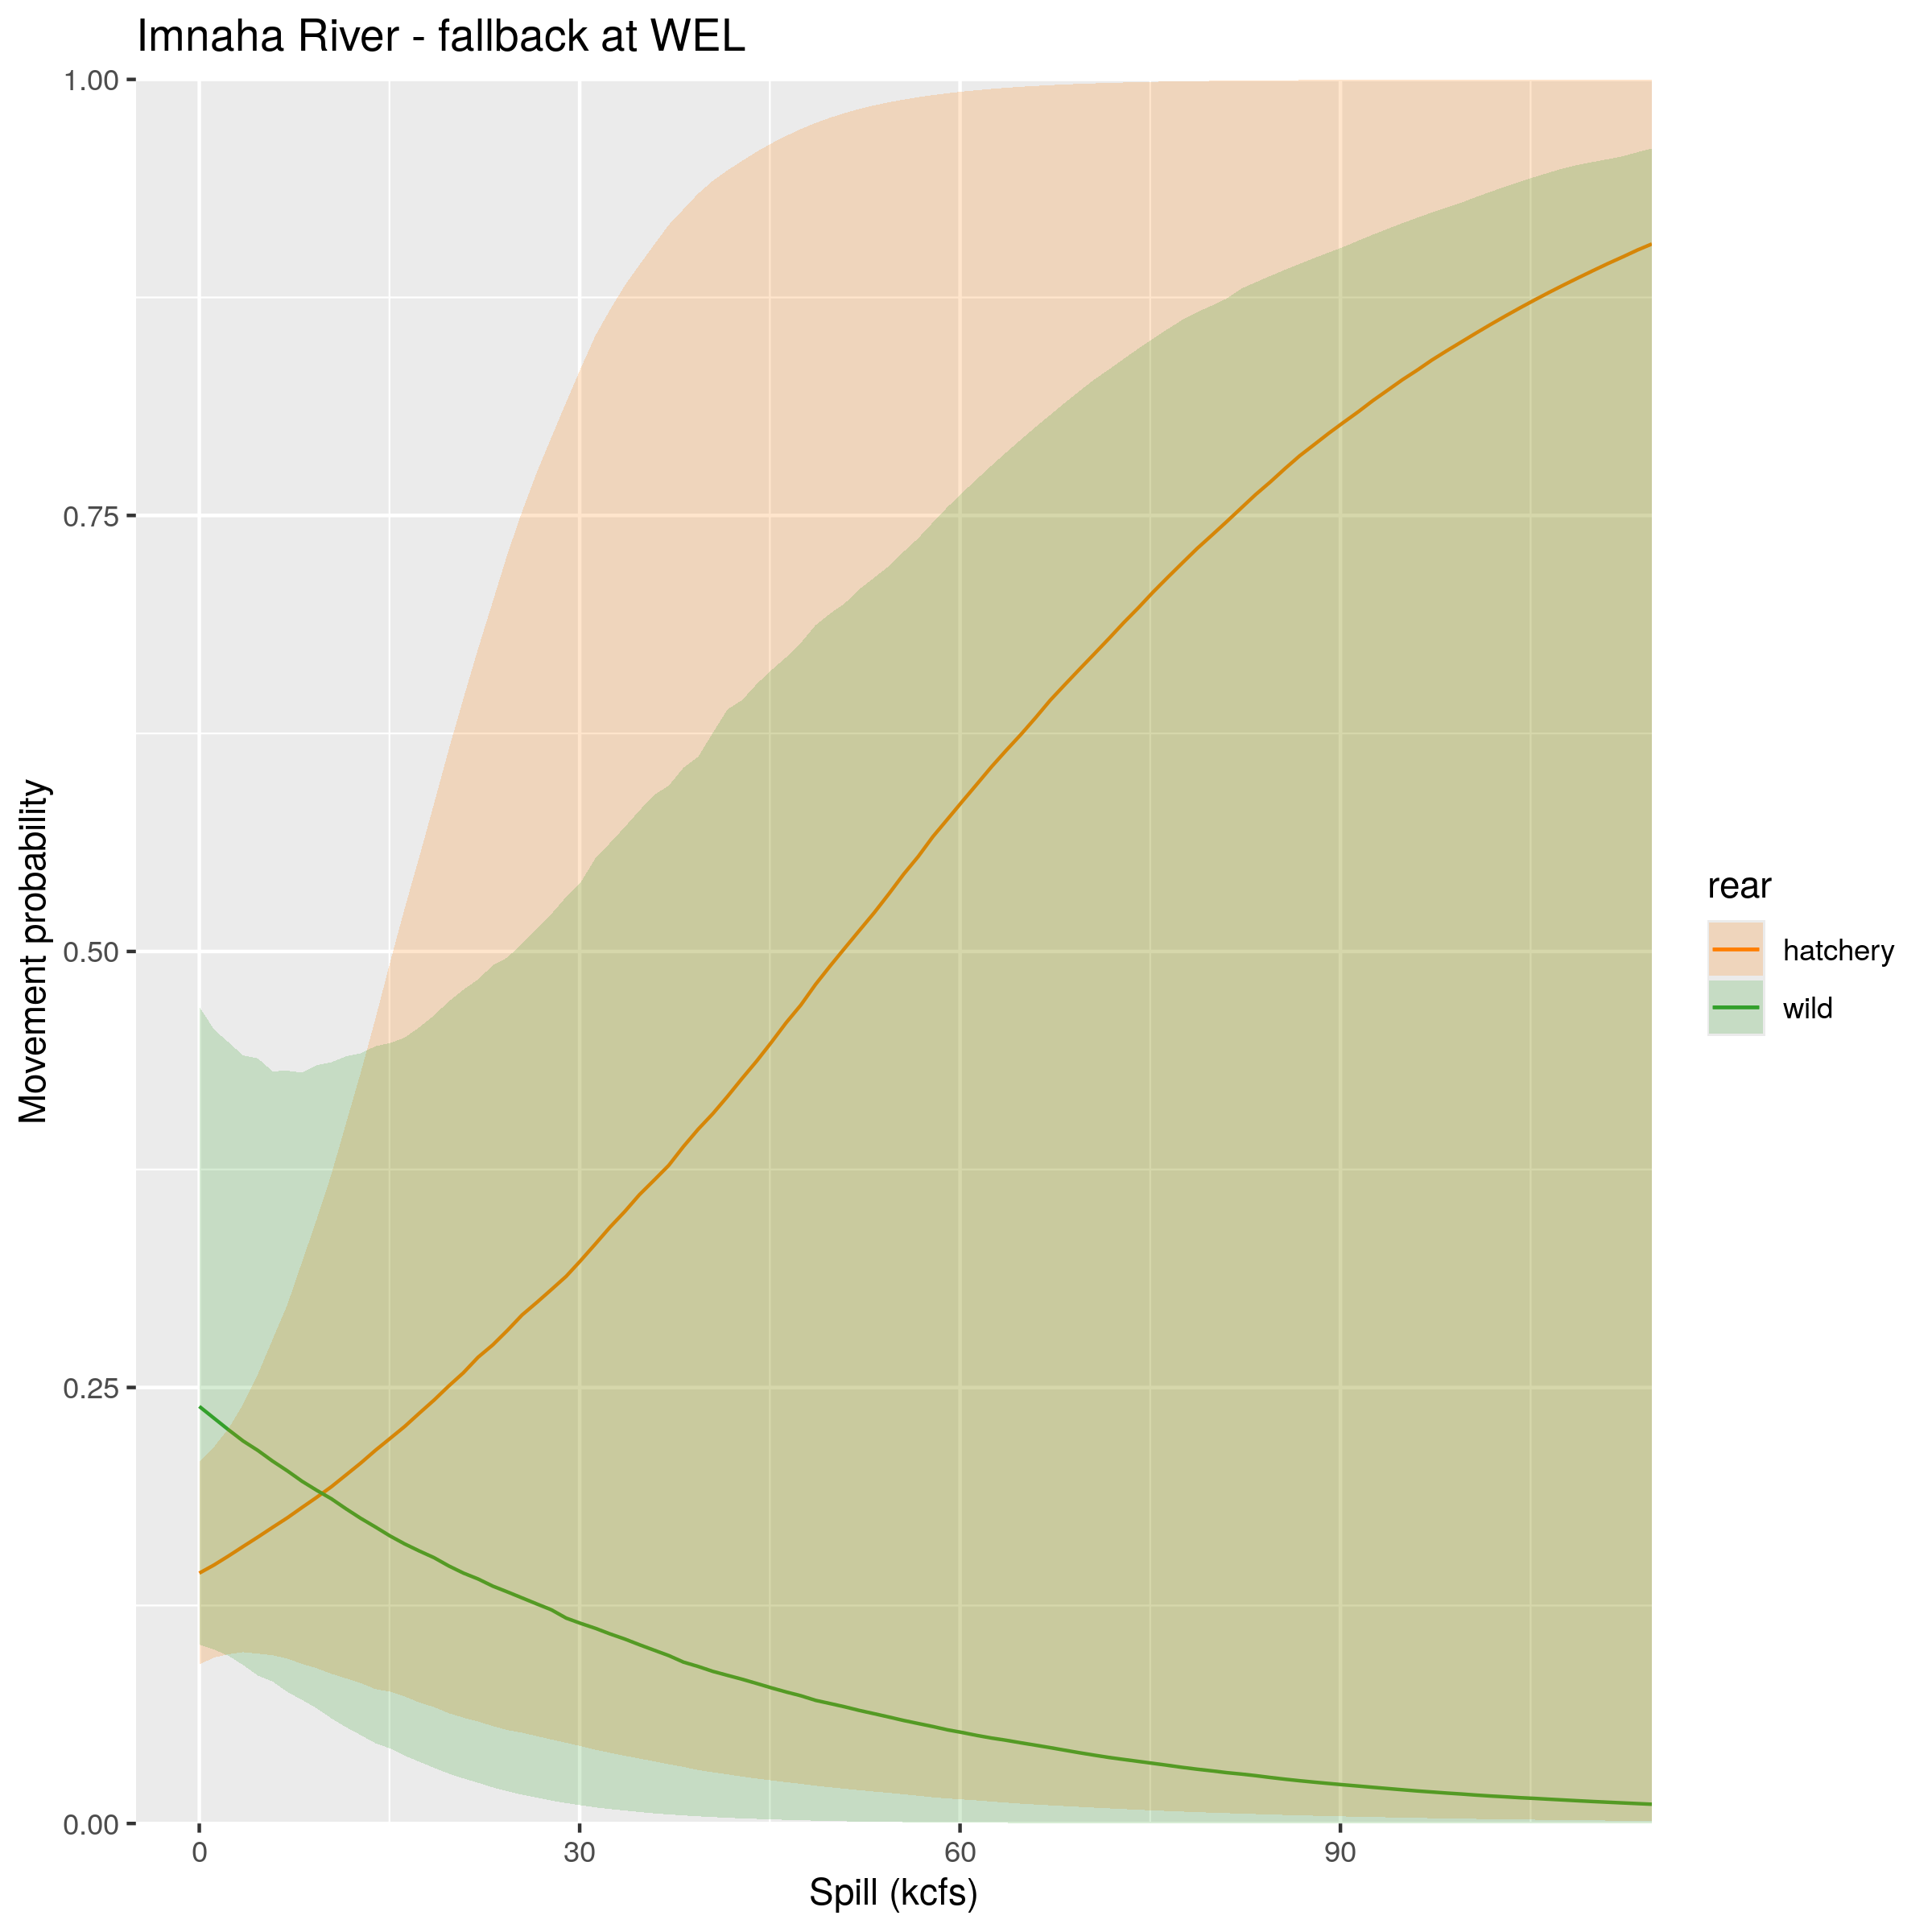 Imnaha River - fallback at WEL
1.00
0.75
0.50
0.25
0.00
Movement probability
0
30
60
90
Spill (kcfs)
rear
hatchery
wild